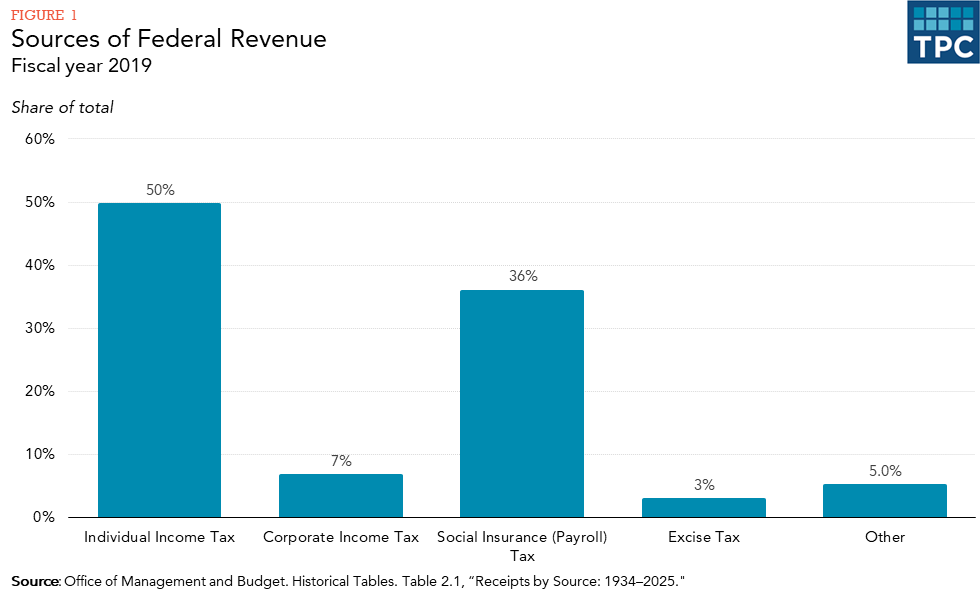 FIGURE 1
Sources of Federal Revenue
Fiscal year 2019
TPC
Share of total
60%
50%
40%
30%
20%
10%
0%
50%
7%
36%
3%
5.0%
Individual Income Tax
Corporate Income Tax
Social Insurance (Payroll)
Tax
Excise Tax
Other
Source: Office of Management and Budget. Historical Tables. Table 2.1, “Receipts by Source: 1934–2025."